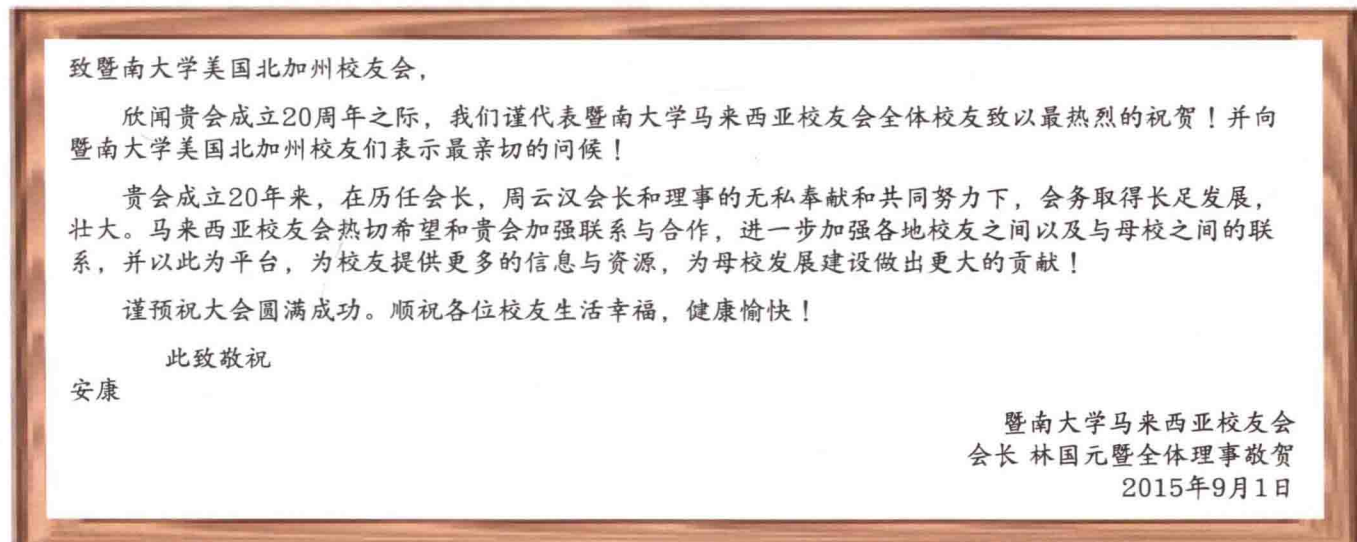 致暨南大学美国北加州校友会，
欣闻贵会成立20周年之际，我们谨代表暨南大学马来西亚校友会全体校友致以最热烈的祝贺！并向
暨南大学美国北加州校友们表示最亲切的问候！
贵会成立20年来，在历任会长，周云汉会长和理事的无私奉献和共同努力下，会务取得长足发展，
壮大。马来西亚校友会热切希望和贵会加强联系与合作，进一步加强各地校友之间以及与母校之间的联
系，并以此为平台，为校友提供更多的信息与资源，为母校发展建设做出更大的贡献！
谨预祝大会圆满成功。顺祝各位校友生活幸福，健康愉快！
此致敬祝
安康
暨南大学马来西亚校友会
会长 林国元暨全体理事敬贺
2015年9月1日